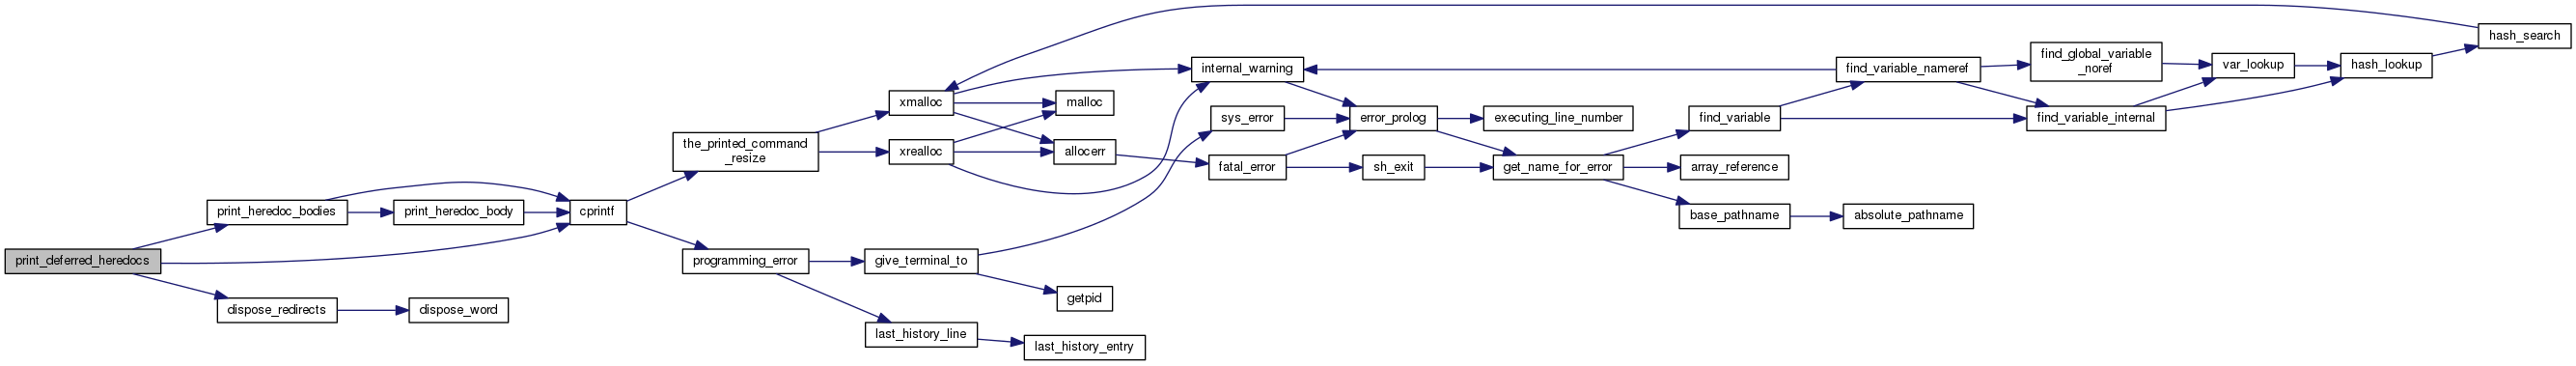 print_deferred_heredocs
print_heredoc_bodies
dispose_redirects
print_heredoc_body
dispose_word
cprintf
the_printed_command
_resize
programming_error
xmalloc
xrealloc
give_terminal_to
last_history_line
malloc
allocerr
getpid
last_history_entry
internal_warning
sys_error
fatal_error
error_prolog
sh_exit
executing_line_number
get_name_for_error
find_variable
array_reference
base_pathname
find_variable_nameref
absolute_pathname
find_global_variable
_noref
find_variable_internal
var_lookup
hash_lookup
hash_search